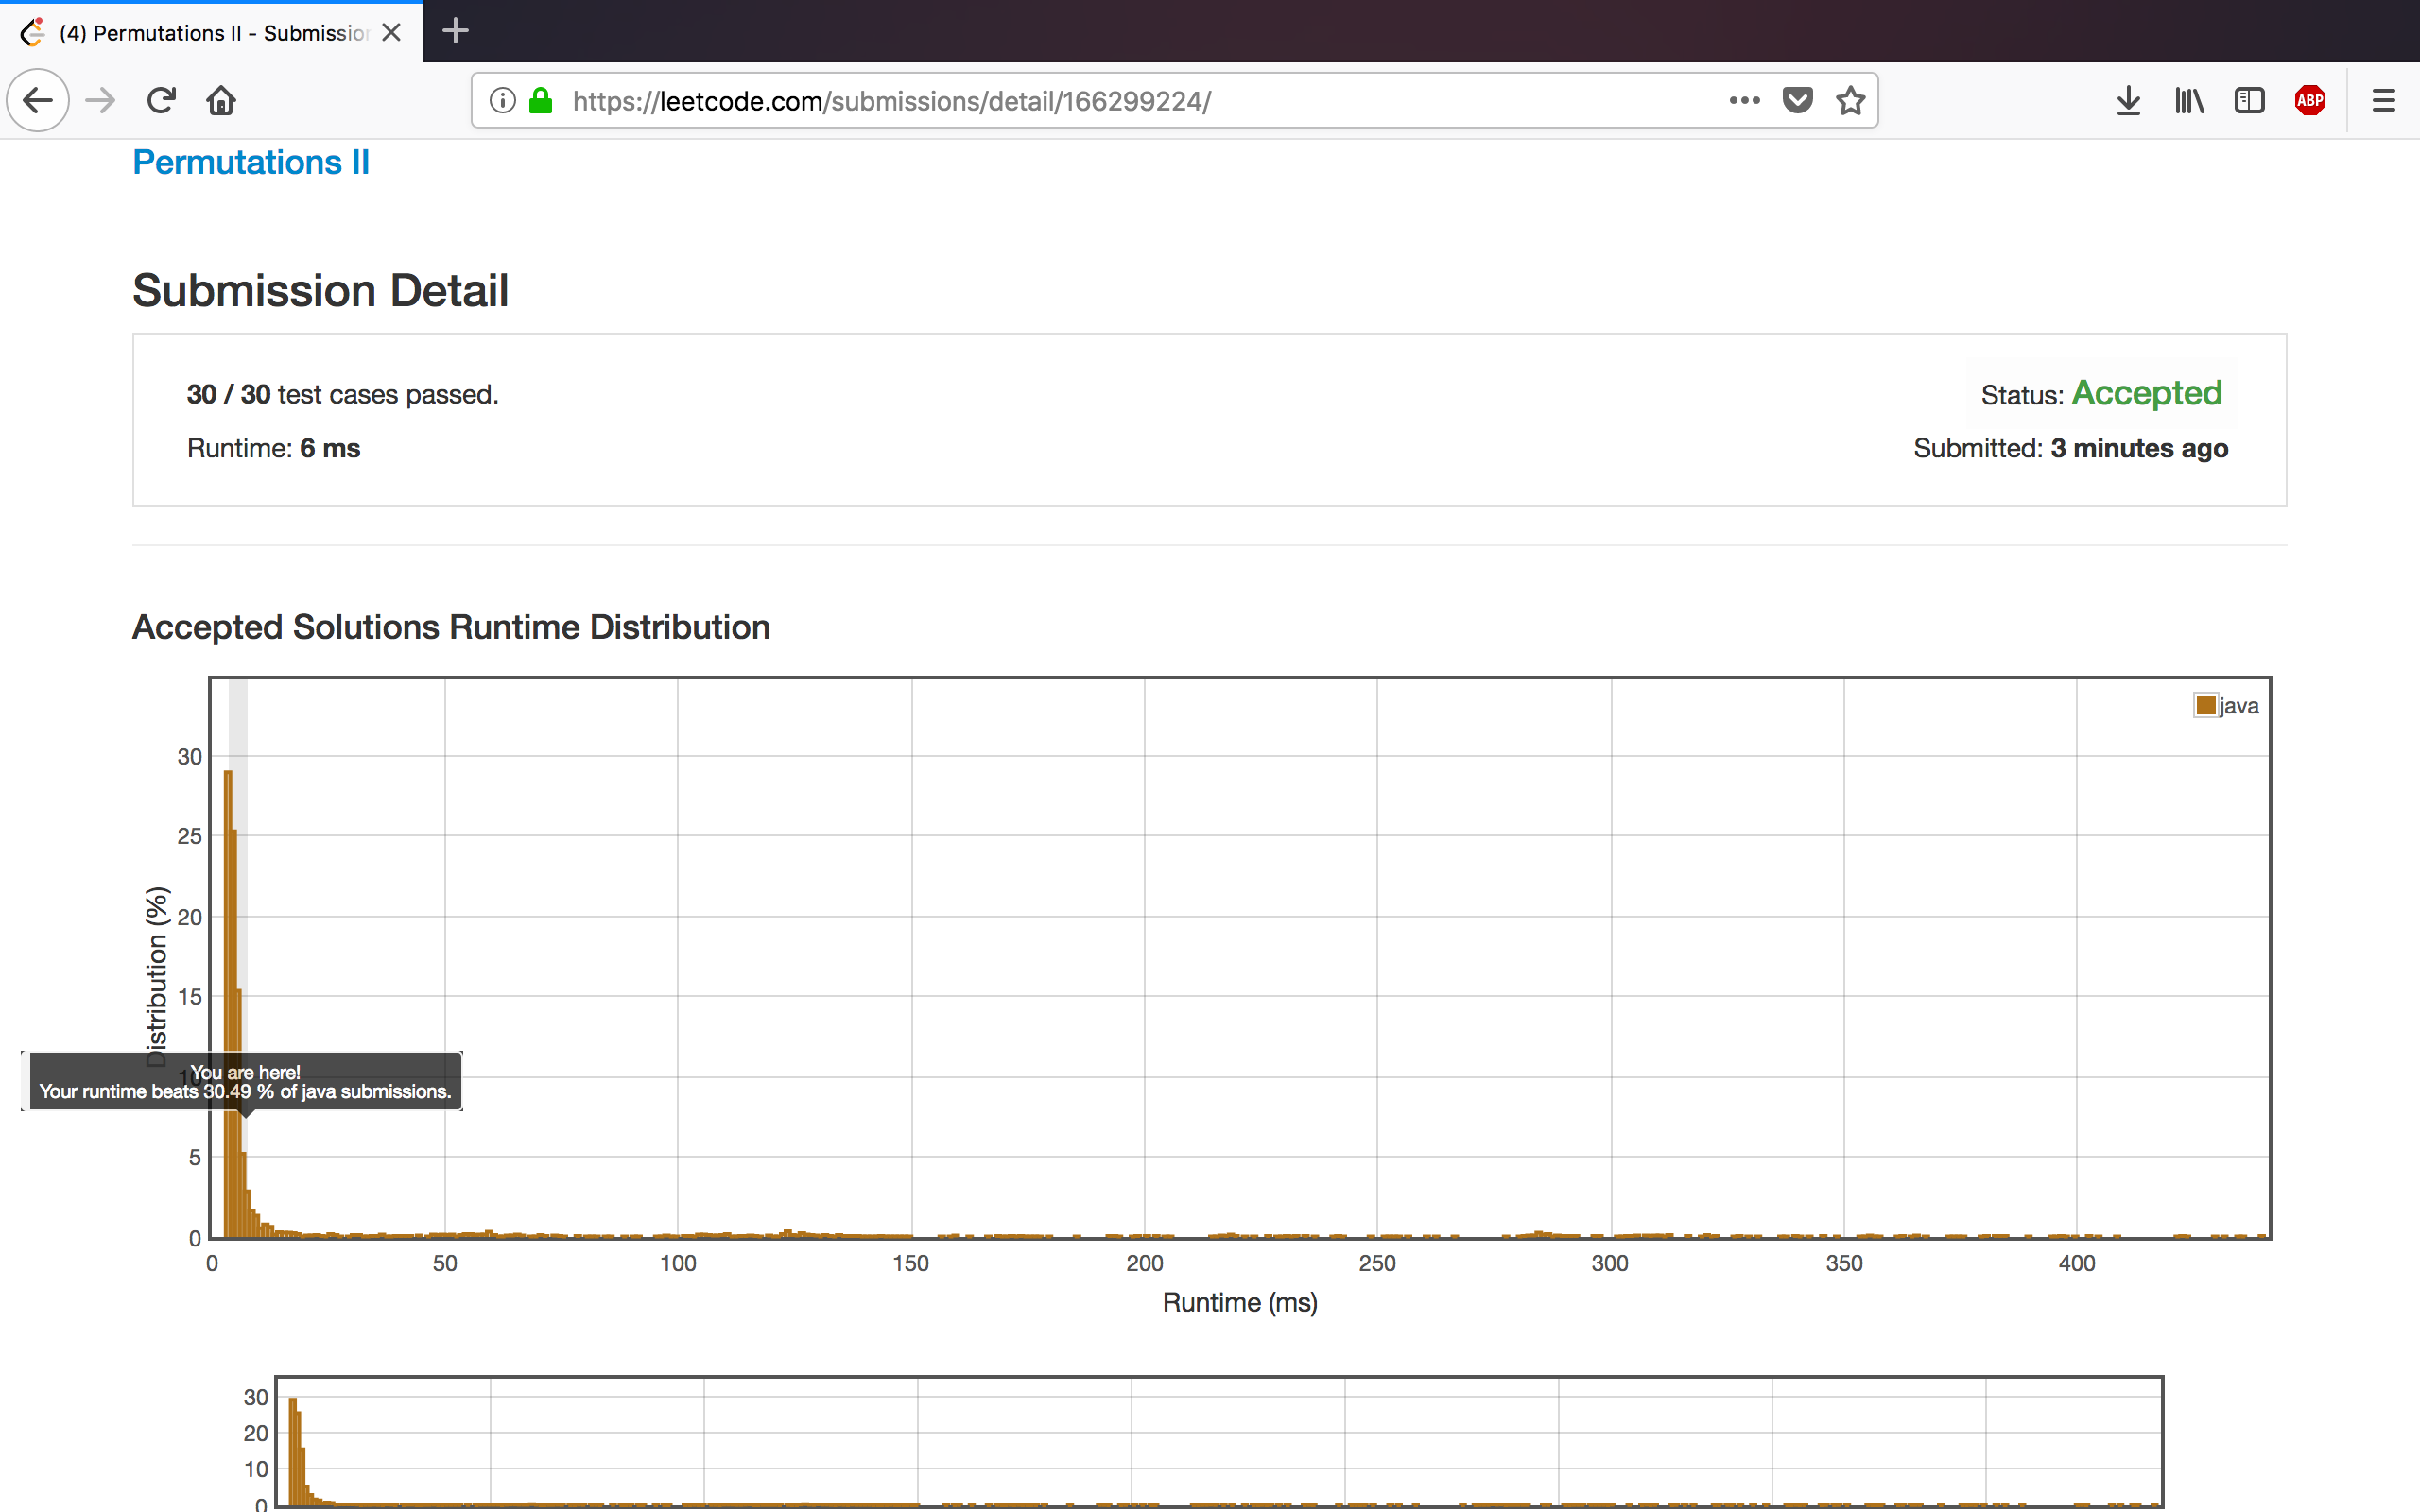 (4) Permutations II - Submission
https://leetcode.com/submissions/detail/166299224/
ABP
Permutations II
Submission Detail
30 / 30 test cases passed.
Status: Accepted
Runtime: 6 ms
Submitted: 3 minutes ago
Accepted Solutions Runtime Distribution
java
Distribution (%)
30
25
20
15
10
5
0
You are here!
Your runtime beats 30.49 % of java submissions.
0 50 100 150 200 250 300 350 400
Runtime (ms)
30
20
10
0